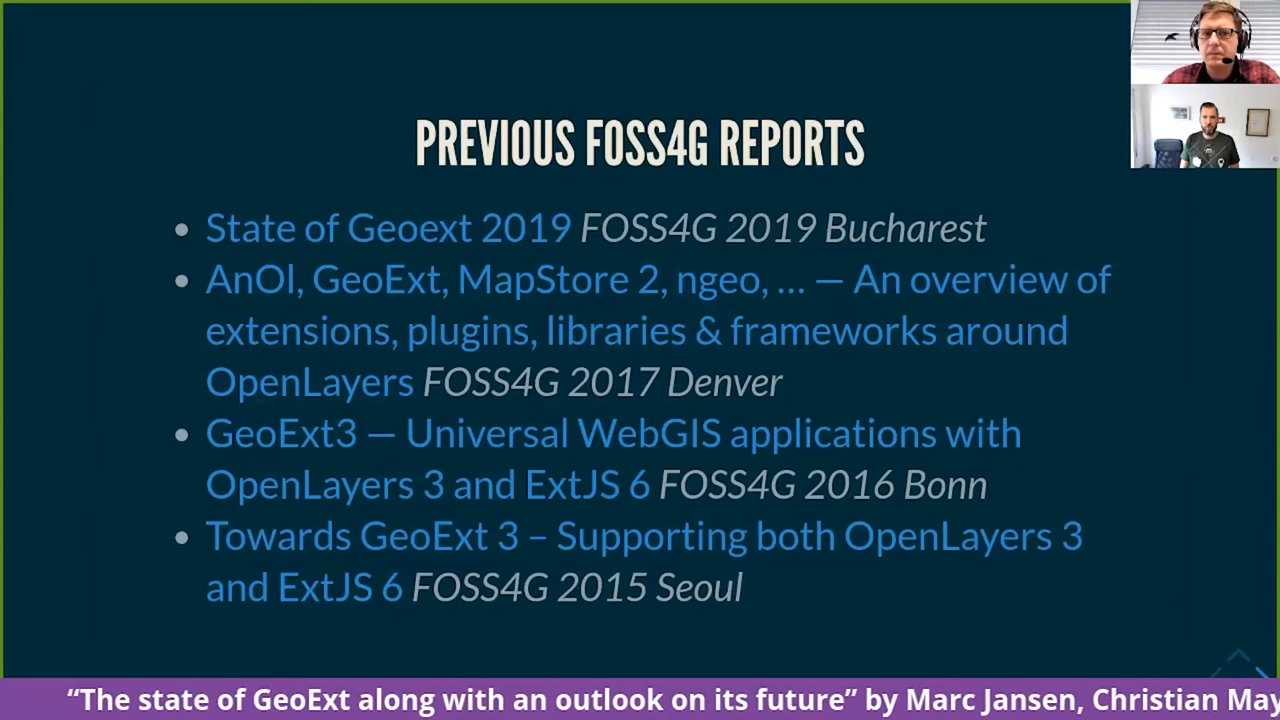 PREVIOUS FOSS4G REPORTS
• State of Geoext 2019 FOSS4G 2019 Bucharest
• AnOl, GeoExt, MapStore 2, ngeo, ... — An overview of
extensions, plugins, libraries & frameworks around
OpenLayers FOSS4G 2017 Denver
• GeoExt3 — Universal WebGIS applications with
OpenLayers 3 and ExtJS 6 FOSS4G 2016 Bonn
• Towards GeoExt 3 – Supporting both OpenLayers 3
and ExtJS 6 FOSS4G 2015 Seoul
“The state of GeoExt along with an outlook on its future” by Marc Jansen, Christian May